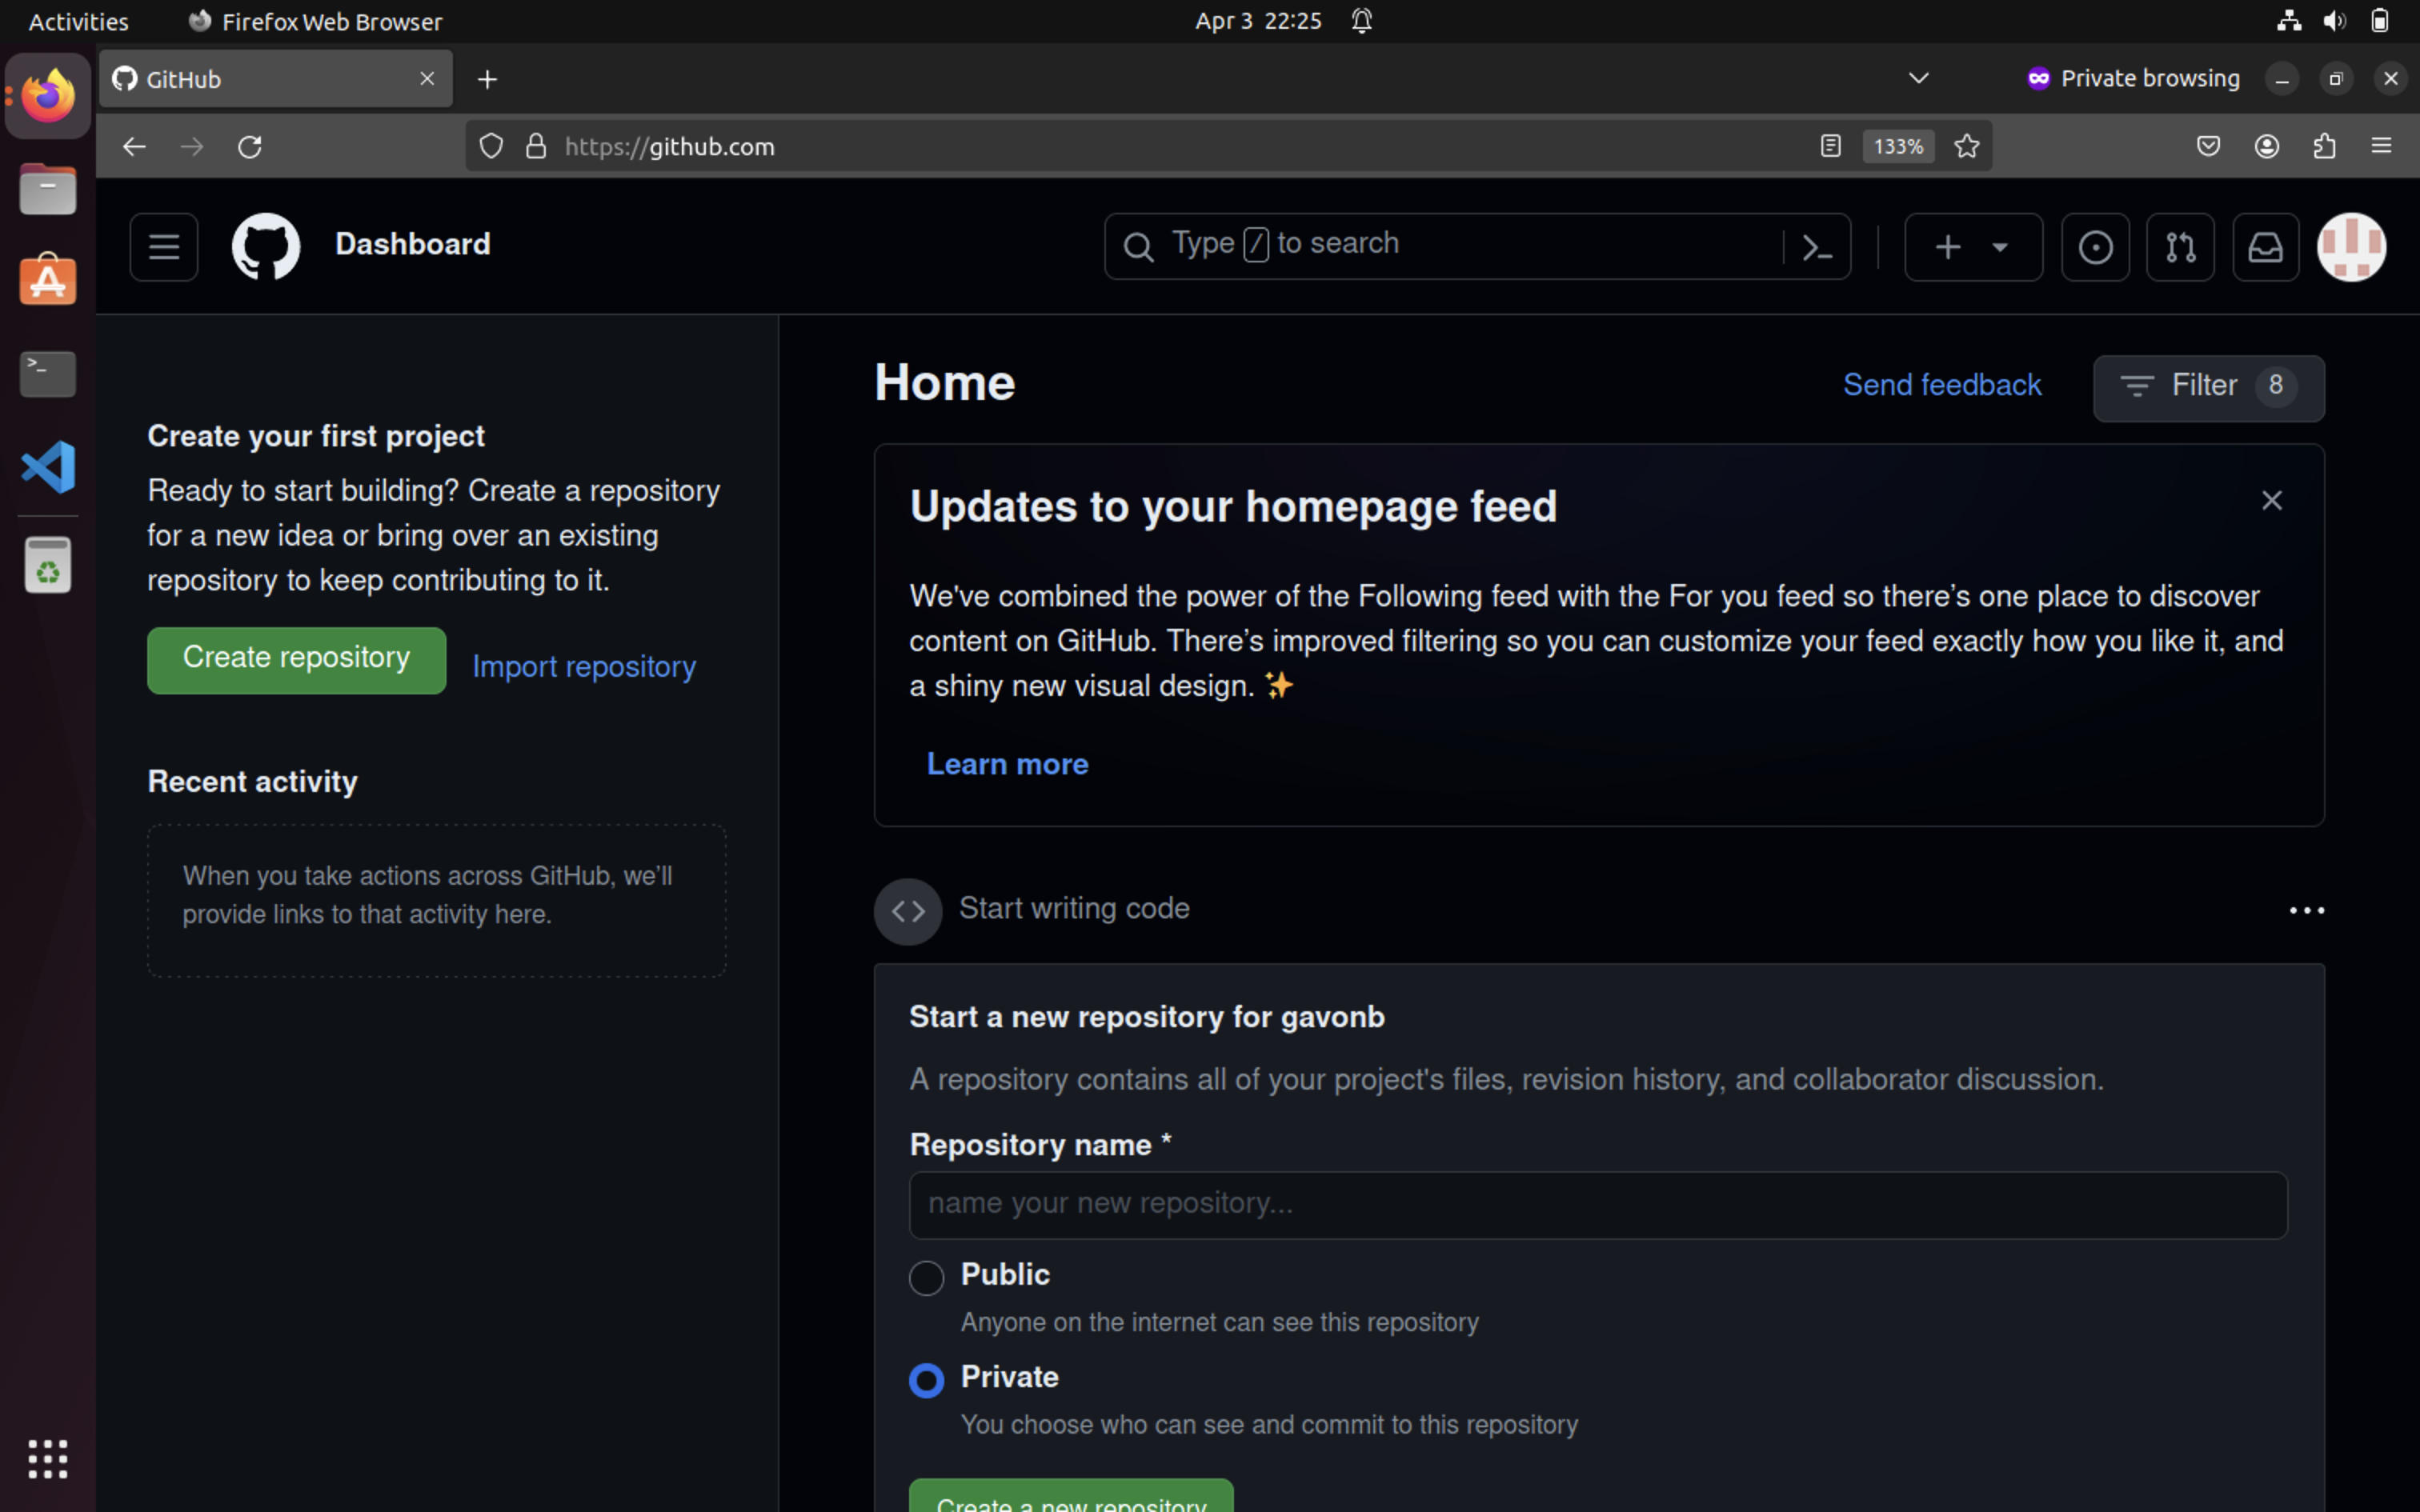 Activities
Firefox Web Browser
Apr 3 22:25
GitHub
Private browsing
https://github.com
133%
Dashboard
Type / to search
Create your first project
Ready to start building? Create a repository
for a new idea or bring over an existing
repository to keep contributing to it.
Create repository
Import repository
Recent activity
When you take actions across GitHub, we’ll
provide links to that activity here.
Home
Send feedback
Filter 8
Updates to your homepage feed
We've combined the power of the Following feed with the For you feed so there’s one place to discover
content on GitHub. There’s improved filtering so you can customize your feed exactly how you like it, and
a shiny new visual design. ✨
Learn more
Start writing code
Start a new repository for gavonb
A repository contains all of your project's files, revision history, and collaborator discussion.
Repository name *
name your new repository...
Public
Anyone on the internet can see this repository
Private
You choose who can see and commit to this repository
Create a new repository